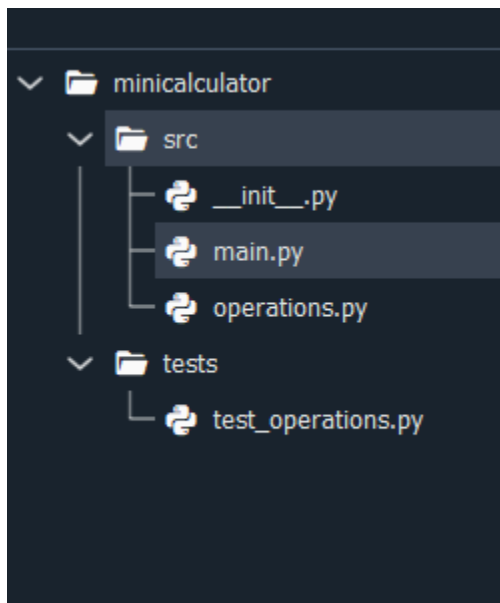 minicalculator
src
__init__.py
main.py
operations.py
tests
test_operations.py